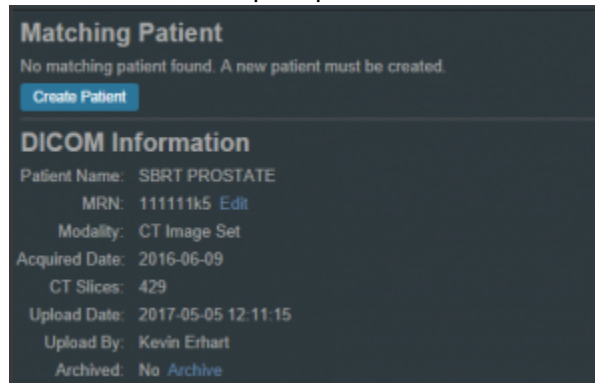 Matching Patient
No matching patient found. A new patient must be created.
Create Patient
DICOM Information
Patient Name: SBRT PROSTATE
MRN: 111111k5 Edit
Modality: CT Image Set
Acquired Date: 2016-06-09
CT Slices: 429
Upload Date: 2017-05-05 12:11:15
Upload By: Kevin Erhart
Archived: No Archive